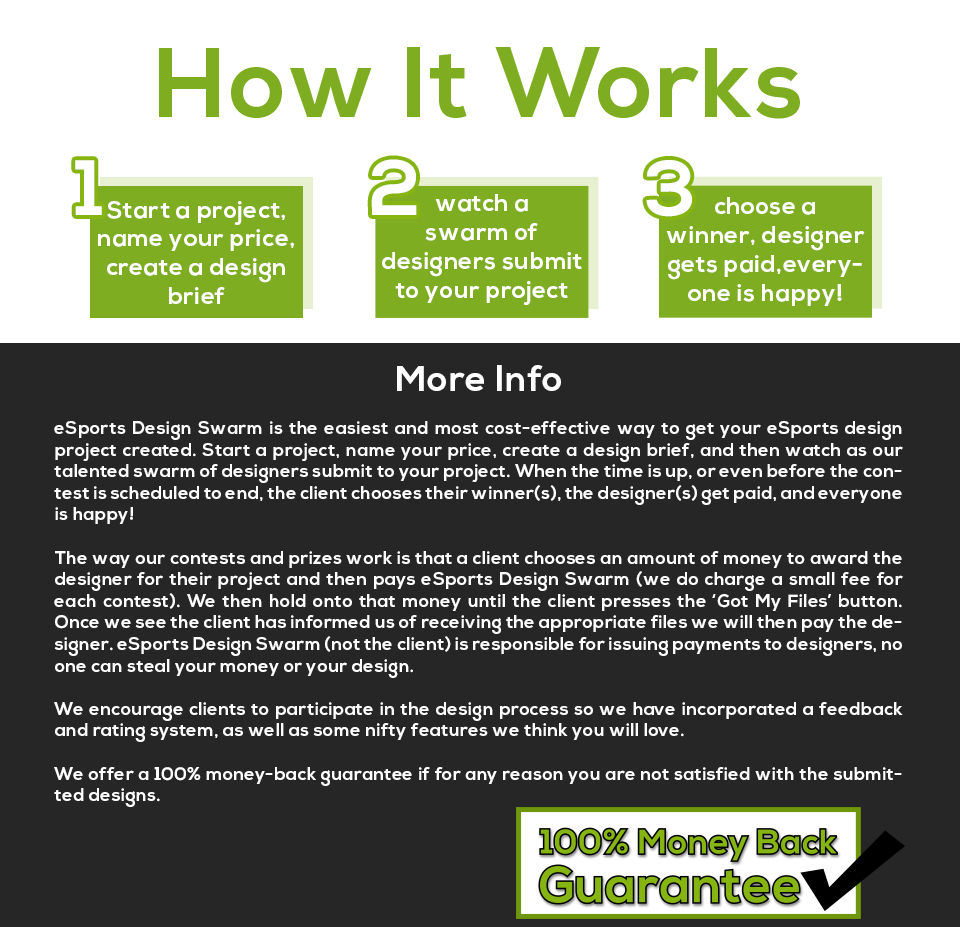 How It Works
1
Start a project,
name your price,
create a design
brief
2
watch a
swarm of
designers submit
to your project
3
choose a
winner, designer
gets paid,every-
one is happy!
More Info
eSports Design Swarm is the easiest and most cost-effective way to get your eSports design
project created. Start a project, name your price, create a design brief, and then watch as our
talented swarm of designers submit to your project. When the time is up, or even before the con-
test is scheduled to end, the client chooses their winner(s), the designer(s) get paid, and everyone
is happy!
The way our contests and prizes work is that a client chooses an amount of money to award the
designer for their project and then pays eSports Design Swarm (we do charge a small fee for
each contest). We then hold onto that money until the client presses the ‘Got My Files’ button.
Once we see the client has informed us of receiving the appropriate files we will then pay the de-
signer. eSports Design Swarm (not the client) is responsible for issuing payments to designers, no
one can steal your money or your design.
We encourage clients to participate in the design process so we have incorporated a feedback
and rating system, as well as some nifty features we think you will love.
We offer a 100% money-back guarantee if for any reason you are not satisfied with the submit-
ted designs.
100% Money Back
Guarantee